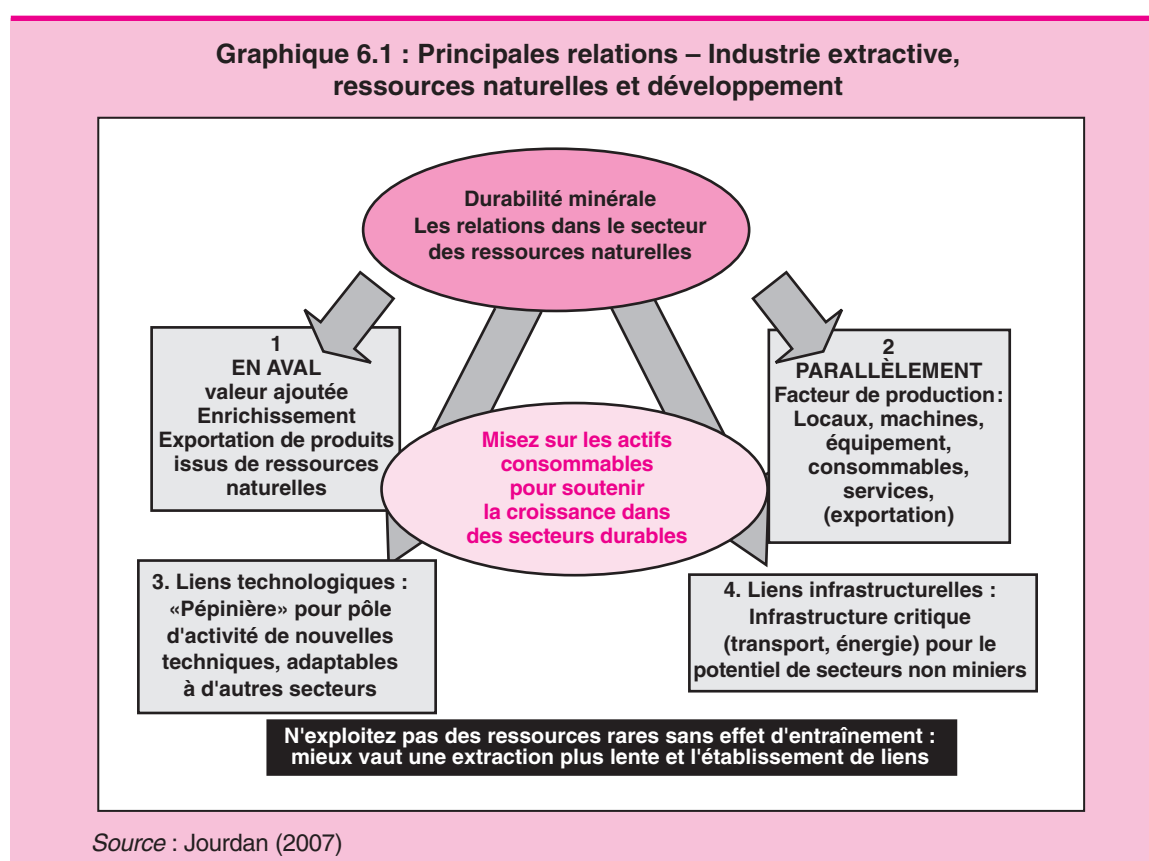 Graphique 6.1 : Principales relations – Industrie extractive,
ressources naturelles et développement
Durabilité minérale
Les relations dans le secteur
des ressources naturelles
1
EN AVAL
valeur ajoutée
Enrichissement
Exportation de produits
issus de ressources
naturelles
2
PARALLÈLEMENT
Facteur de production :
Locaux, machines,
équipement,
consommables,
services,
(exportation)
Misez sur les actifs
consommables
pour soutenir
la croissance dans
des secteurs durables
3. Liens technologiques :
«Pépinière» pour pôle
d'activité de nouvelles
techniques, adaptables
à d'autres secteurs
4. Liens infrastructurelles :
Infrastructure critique
(transport, énergie) pour le
potentiel de secteurs non miniers
N'exploitez pas des ressources rares sans effet d'entraînement :
mieux vaut une extraction plus lente et l'établissement de liens
Source : Jourdan (2007)